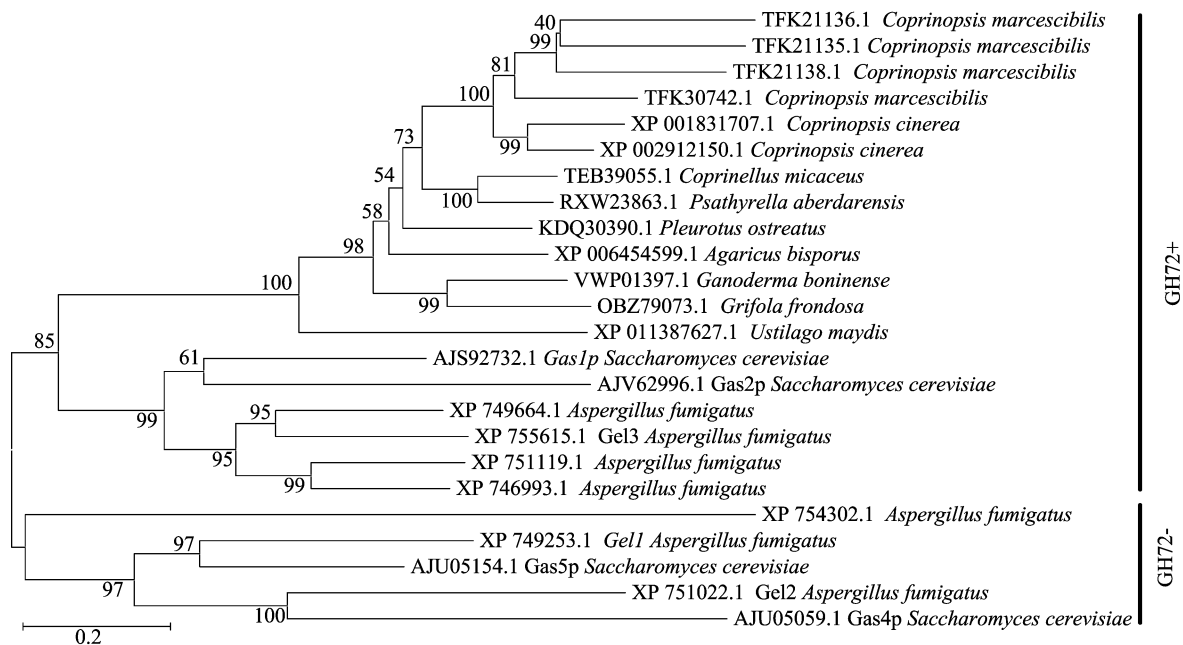 40
TFK21136.1 Coprinopsis marcescibilis
99
TFK21135.1 Coprinopsis marcescibilis
81
TFK21138.1 Coprinopsis marcescibilis
100
TFK30742.1 Coprinopsis marcescibilis
XP 001831707.1 Coprinopsis cinerea
73
99
XP 002912150.1 Coprinopsis cinerea
54
TEB39055.1 Coprinellus micaceus
100
RXW23863.1 Psathyrella aberdarensis
58
KDQ30390.1 Pleurotus ostreatus
98
XP 006454599.1 Agaricus bisporus
100
VWP01397.1 Ganoderma boninense
99
OBZ79073.1 Grifola frondosa
XP 011387627.1 Ustilago maydis
85
61
AJS92732.1 Gas1p Saccharomyces cerevisiae
AJV62996.1 Gas2p Saccharomyces cerevisiae
99
95
XP 749664.1 Aspergillus fumigatus
XP 755615.1 Gel3 Aspergillus fumigatus
95
XP 751119.1 Aspergillus fumigatus
99
XP 746993.1 Aspergillus fumigatus
GH72+
XP 754302.1 Aspergillus fumigatus
97
XP 749253.1 Gel1 Aspergillus fumigatus
AJU05154.1 Gas5p Saccharomyces cerevisiae
97
XP 751022.1 Gel2 Aspergillus fumigatus
100
AJU05059.1 Gas4p Saccharomyces cerevisiae
GH72-
0.2